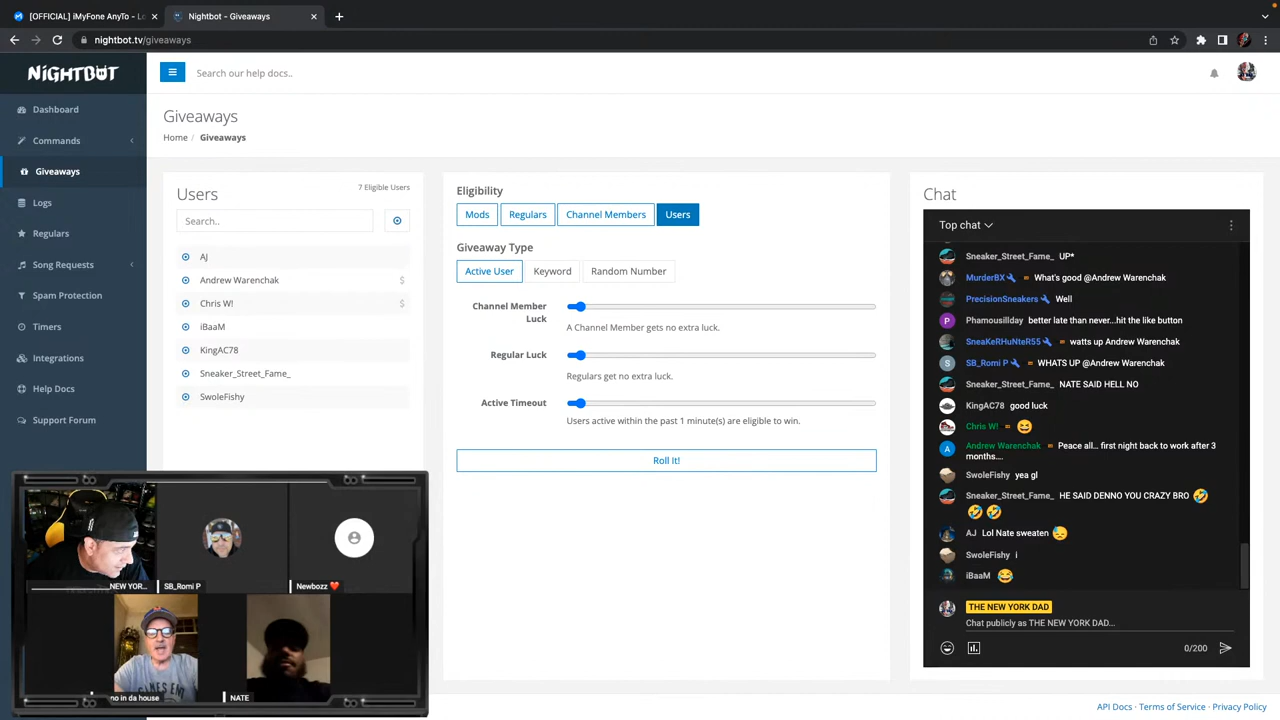 [OFFICIAL] iMyFone AnyTo - Lo
Nightbot - Giveaways
nightbot.tv/giveaways
NIGHTBOT
Search our help docs..
Dashboard
Commands
Giveaways
Logs
Regulars
Song Requests
Spam Protection
Timers
Integrations
Help Docs
Support Forum
Giveaways
Home / Giveaways
Users
7 Eligible Users
Search..
AJ
Andrew Warenchak $
Chris W! $
iBaaM
KingAC78
Sneaker_Street_Fame_
SwoleFishy
Eligibility
Mods Regulars Channel Members Users
Giveaway Type
Active User Keyword Random Number
Channel Member
Luck
A Channel Member gets no extra luck.
Regular Luck
Regulars get no extra luck.
Active Timeout
Users active within the past 1 minute(s) are eligible to win.
Roll It!
Chat
Top chat
Sneaker_Street_Fame_ UP*
MurderBX What's good @Andrew Warenchak
PrecisionSneakers Well
Phamousillday better late than never...hit the like button
SneaKeRHuNteR55 watts up Andrew Warenchak
SB_Romi P WHATS UP @Andrew Warenchak
Sneaker_Street_Fame_ NATE SAID HELL NO
KingAC78 good luck
Chris W! 😆
Andrew Warenchak Peace all... first night back to work after 3
months....
SwoleFishy yea gl
Sneaker_Street_Fame_ HE SAID DENNO YOU CRAZY BRO 🤣
🤣 🤣
AJ Lol Nate sweaten 😓
SwoleFishy i
iBaaM 😂
THE NEW YORK DAD
Chat publicly as THE NEW YORK DAD...
0/200
NEW YOR...
SB_Romi P
Newbozz ❤️
no in da house
NATE
API Docs · Terms of Service · Privacy Policy